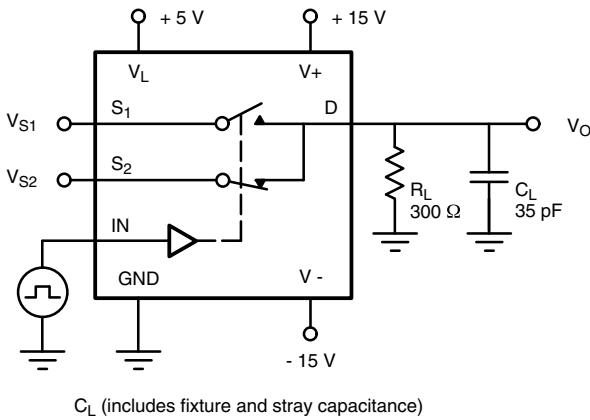 + 5 V
+ 15 V
V_L
V+
V_S1
S_1
D
V_O
V_S2
S_2
R_L
300 Ω
C_L
35 pF
IN
GND
V -
- 15 V
C_L (includes fixture and stray capacitance)